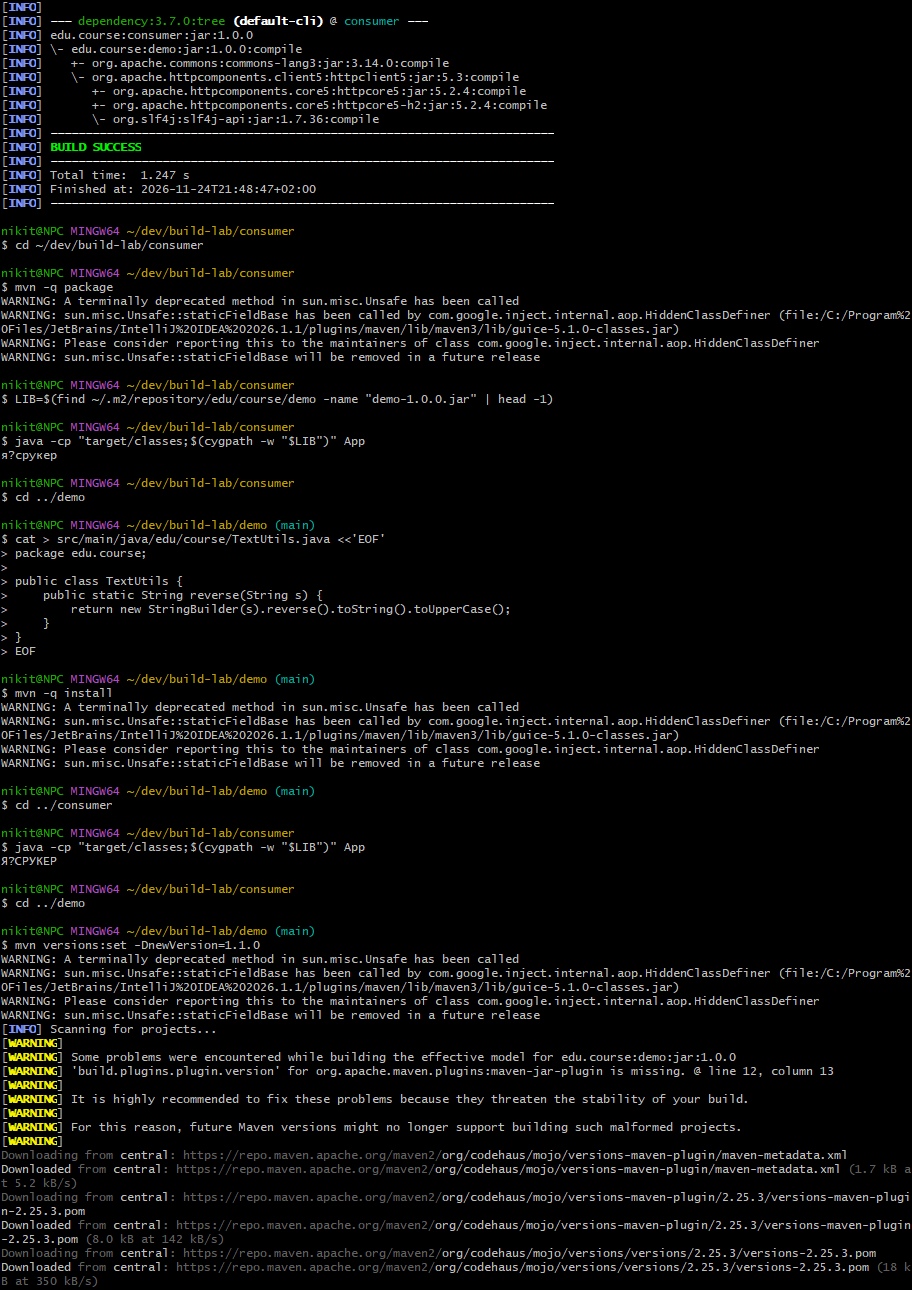 [INFO]
[INFO] --- dependency:3.7.0:tree (default-cli) @ consumer ---
[INFO] edu.course:consumer:jar:1.0.0
[INFO] \- edu.course:demo:jar:1.0.0:compile
[INFO]    +- org.apache.commons:commons-lang3:jar:3.14.0:compile
[INFO]    \- org.apache.httpcomponents.client5:httpclient5:jar:5.3:compile
[INFO]       +- org.apache.httpcomponents.core5:httpcore5:jar:5.2.4:compile
[INFO]       +- org.apache.httpcomponents.core5:httpcore5-h2:jar:5.2.4:compile
[INFO]       \- org.slf4j:slf4j-api:jar:1.7.36:compile
[INFO] ------------------------------------------------------------------------
[INFO] BUILD SUCCESS
[INFO] ------------------------------------------------------------------------
[INFO] Total time:  1.247 s
[INFO] Finished at: 2026-11-24T21:48:47+02:00
[INFO] ------------------------------------------------------------------------
nikit@NPC MINGW64 ~/dev/build-lab/consumer
$ cd ~/dev/build-lab/consumer
nikit@NPC MINGW64 ~/dev/build-lab/consumer
$ mvn -q package
WARNING: A terminally deprecated method in sun.misc.Unsafe has been called
WARNING: sun.misc.Unsafe::staticFieldBase has been called by com.google.inject.internal.aop.HiddenClassDefiner (file:/C:/Program%2
0Files/JetBrains/IntelliJ%20IDEA%202026.1.1/plugins/maven/lib/maven3/lib/guice-5.1.0-classes.jar)
WARNING: Please consider reporting this to the maintainers of class com.google.inject.internal.aop.HiddenClassDefiner
WARNING: sun.misc.Unsafe::staticFieldBase will be removed in a future release
nikit@NPC MINGW64 ~/dev/build-lab/consumer
$ LIB=$(find ~/.m2/repository/edu/course/demo -name "demo-1.0.0.jar" | head -1)
nikit@NPC MINGW64 ~/dev/build-lab/consumer
$ java -cp "target/classes;$(cygpath -w "$LIB")" App
я?срукер
nikit@NPC MINGW64 ~/dev/build-lab/consumer
$ cd ../demo
nikit@NPC MINGW64 ~/dev/build-lab/demo (main)
$ cat > src/main/java/edu/course/TextUtils.java <<'EOF'
> package edu.course;
>
> public class TextUtils {
>     public static String reverse(String s) {
>         return new StringBuilder(s).reverse().toString().toUpperCase();
>     }
> }
> EOF
nikit@NPC MINGW64 ~/dev/build-lab/demo (main)
$ mvn -q install
WARNING: A terminally deprecated method in sun.misc.Unsafe has been called
WARNING: sun.misc.Unsafe::staticFieldBase has been called by com.google.inject.internal.aop.HiddenClassDefiner (file:/C:/Program%2
0Files/JetBrains/IntelliJ%20IDEA%202026.1.1/plugins/maven/lib/maven3/lib/guice-5.1.0-classes.jar)
WARNING: Please consider reporting this to the maintainers of class com.google.inject.internal.aop.HiddenClassDefiner
WARNING: sun.misc.Unsafe::staticFieldBase will be removed in a future release
nikit@NPC MINGW64 ~/dev/build-lab/demo (main)
$ cd ../consumer
nikit@NPC MINGW64 ~/dev/build-lab/consumer
$ java -cp "target/classes;$(cygpath -w "$LIB")" App
Я?СРУКЕР
nikit@NPC MINGW64 ~/dev/build-lab/consumer
$ cd ../demo
nikit@NPC MINGW64 ~/dev/build-lab/demo (main)
$ mvn versions:set -DnewVersion=1.1.0
WARNING: A terminally deprecated method in sun.misc.Unsafe has been called
WARNING: sun.misc.Unsafe::staticFieldBase has been called by com.google.inject.internal.aop.HiddenClassDefiner (file:/C:/Program%2
0Files/JetBrains/IntelliJ%20IDEA%202026.1.1/plugins/maven/lib/maven3/lib/guice-5.1.0-classes.jar)
WARNING: Please consider reporting this to the maintainers of class com.google.inject.internal.aop.HiddenClassDefiner
WARNING: sun.misc.Unsafe::staticFieldBase will be removed in a future release
[INFO] Scanning for projects...
[WARNING]
[WARNING] Some problems were encountered while building the effective model for edu.course:demo:jar:1.0.0
[WARNING] 'build.plugins.plugin.version' for org.apache.maven.plugins:maven-jar-plugin is missing. @ line 12, column 13
[WARNING]
[WARNING] It is highly recommended to fix these problems because they threaten the stability of your build.
[WARNING]
[WARNING] For this reason, future Maven versions might no longer support building such malformed projects.
[WARNING]
Downloading from central: https://repo.maven.apache.org/maven2/org/codehaus/mojo/versions-maven-plugin/maven-metadata.xml
Downloaded from central: https://repo.maven.apache.org/maven2/org/codehaus/mojo/versions-maven-plugin/maven-metadata.xml (1.7 kB a
t 5.2 kB/s)
Downloading from central: https://repo.maven.apache.org/maven2/org/codehaus/mojo/versions-maven-plugin/2.25.3/versions-maven-plugi
n-2.25.3.pom
Downloaded from central: https://repo.maven.apache.org/maven2/org/codehaus/mojo/versions-maven-plugin/2.25.3/versions-maven-plugin
-2.25.3.pom (8.0 kB at 142 kB/s)
Downloading from central: https://repo.maven.apache.org/maven2/org/codehaus/mojo/versions/versions/2.25.3/versions-2.25.3.pom
Downloaded from central: https://repo.maven.apache.org/maven2/org/codehaus/mojo/versions/versions/2.25.3/versions-2.25.3.pom (18 k
B at 350 kB/s)